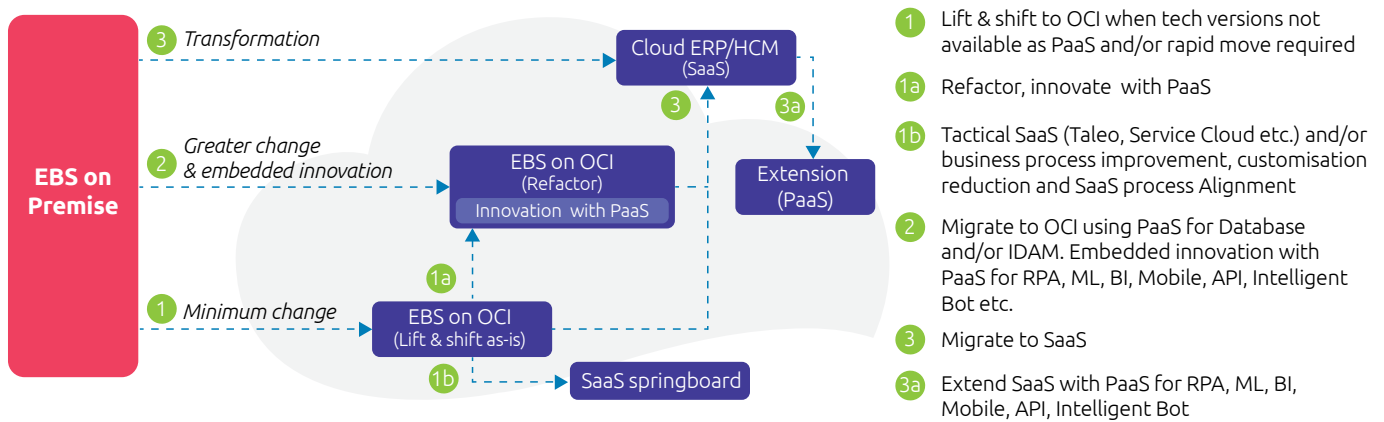 EBS on
Premise
3 Transformation
2 Greater change
& embedded innovation
1 Minimum change
Cloud ERP/HCM
(SaaS)
3
3a
EBS on OCI
(Refactor)
Innovation with PaaS
Extension
(PaaS)
1a
EBS on OCI
(Lift & shift as-is)
1b
SaaS springboard
1 Lift & shift to OCI when tech versions not
available as PaaS and/or rapid move required
1a Refactor, innovate with PaaS
1b Tactical SaaS (Taleo, Service Cloud etc.) and/or
business process improvement, customisation
reduction and SaaS process Alignment
2 Migrate to OCI using PaaS for Database
and/or IDAM. Embedded innovation with
PaaS for RPA, ML, BI, Mobile, API, Intelligent
Bot etc.
3 Migrate to SaaS
3a Extend SaaS with PaaS for RPA, ML, BI,
Mobile, API, Intelligent Bot